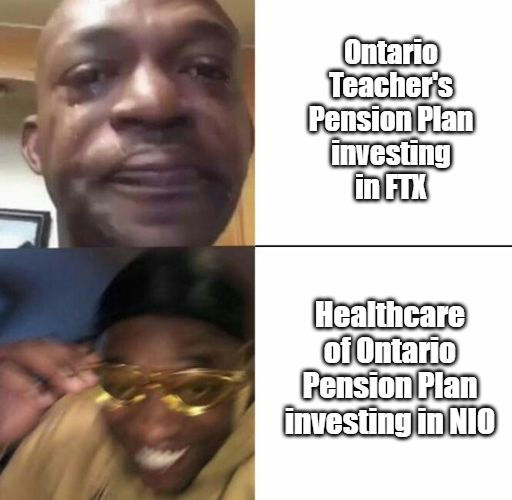 Ontario
Teacher's
Pension Plan
investing
in FTX
Healthcare
of Ontario
Pension Plan
investing in NIO